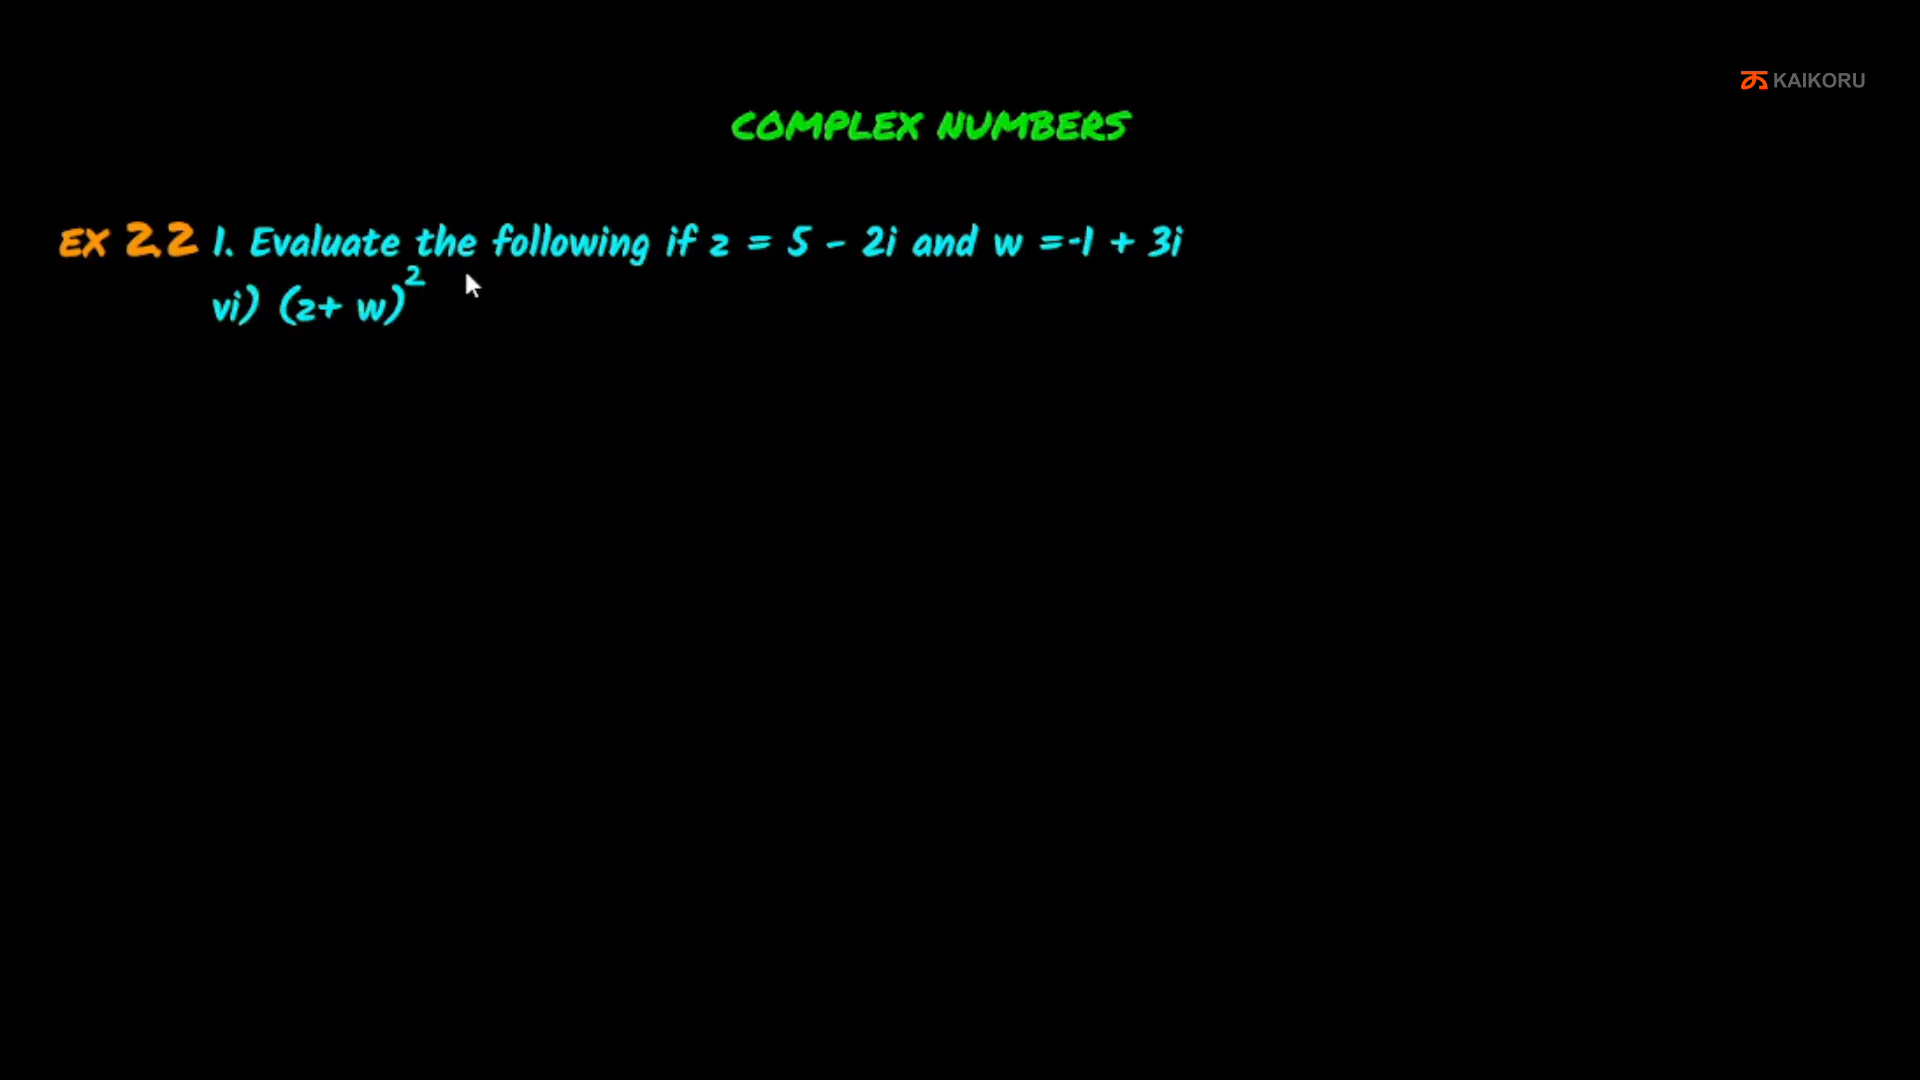 KAIKORU
COMPLEX NUMBERS
EX 2.2 1. Evaluate the following if z = 5 - 2i and w =-1 + 3i
vi) (z+ w)²